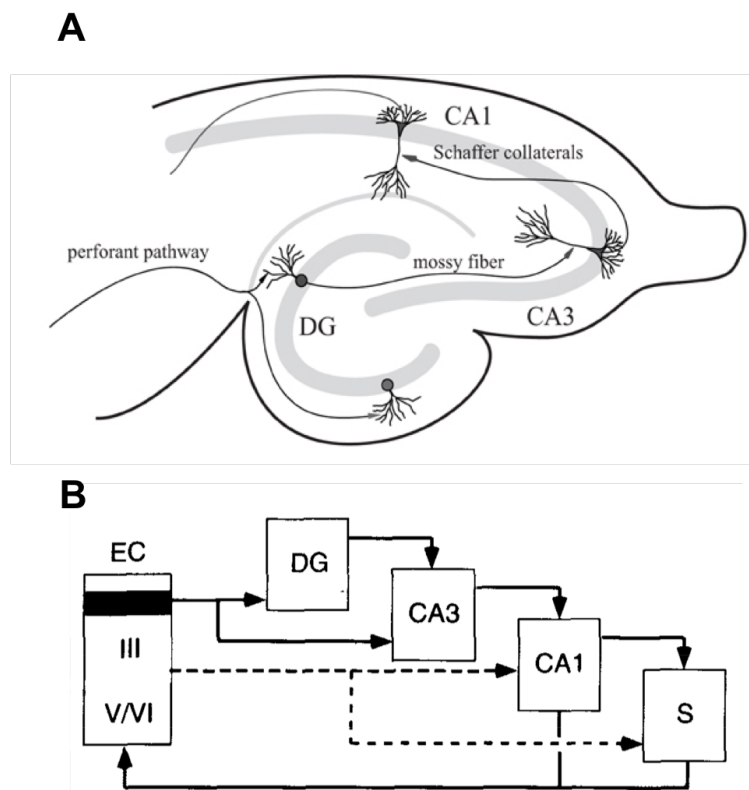 A
CA1
Schaffer collaterals
perforant pathway
mossy fiber
DG
CA3
B
EC
DG
CA3
III
CA1
V/VI
S